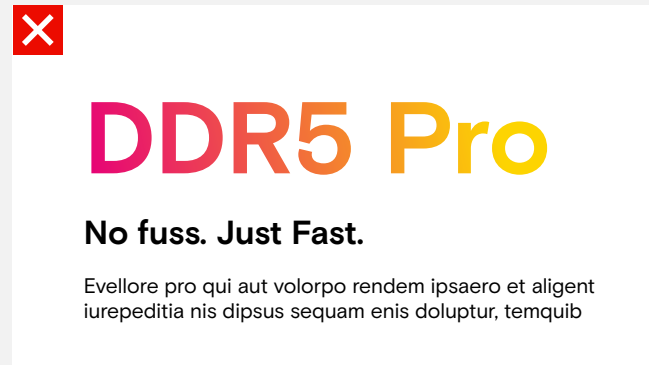 DDR5 Pro
No fuss. Just Fast.
Evellore pro qui aut volorpo rendem ipsaero et aligent
iurepeditia nis dipsus sequam enis doluptur, temquib